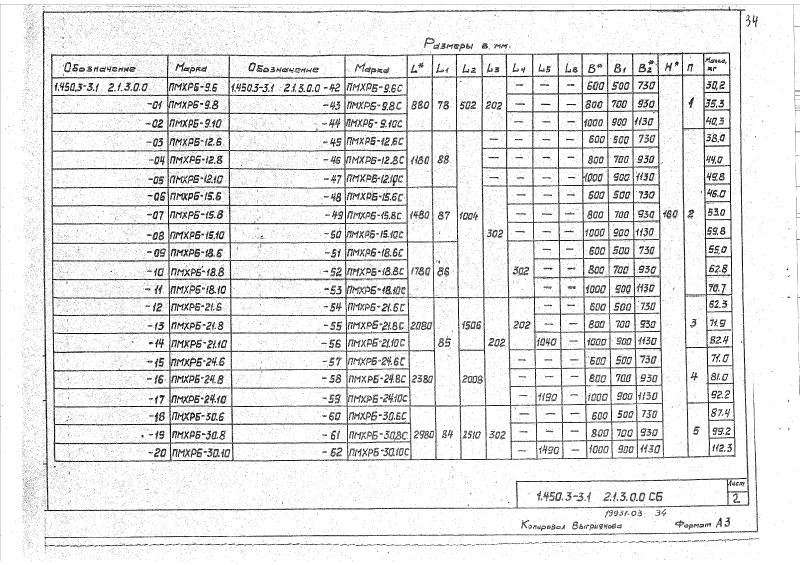 34
Размеры в мм.
Обозначение Марка Обозначение Марка L* L1 L2 L3 L4 L5 L6 B* B1 B2* H* П Масса, кг
1.450.3-3.1 2.1.3.0.0 ПМХРБ-9.6 1.450.3-3.1 2.1.3.0.0 -42 ПМХРБ-9.6С — — — 600 500 730 30,2
-01 ПМХРБ-9.8 -43 ПМХРБ-9.8С 880 78 502 202 — — — 800 700 930 1 35,3
-02 ПМХРБ-9.10 -44 ПМХРБ-9.10С — — — 1000 900 1130 40,3
-03 ПМХРБ-12.6 -45 ПМХРБ-12.6С — — — — 600 500 730 38,0
-04 ПМХРБ-12.8 -46 ПМХРБ-12.8С 1180 88 — — — — 800 700 930 44,0
-05 ПМХРБ-12.10 -47 ПМХРБ-12.10С — — — — 1000 900 1130 49.8
-06 ПМХРБ-15.6 -48 ПМХРБ-15.6С — — — 600 500 730 46.0
-07 ПМХРБ-15.8 -49 ПМХРБ-15.8С 1480 87 1004 — — — 800 700 930 160 2 53.0
-08 ПМХРБ-15.10 -50 ПМХРБ-15.10С 302 — — — 1000 900 1130 59.8
-09 ПМХРБ-18.6 -51 ПМХРБ-18.6С — — 600 500 730 55,0
-10 ПМХРБ-18.8 -52 ПМХРБ-18.8С 1780 86 302 — — 800 700 930 62.8
-11 ПМХРБ-18.10 -53 ПМХРБ-18.10С — — 1000 900 1130 70.7
-12 ПМХРБ-21.6 -54 ПМХРБ-21.6С — — 600 500 730 62.3
-13 ПМХРБ-21.8 -55 ПМХРБ-21.8С 2080 1506 202 — — 800 700 930 3 71.9
-14 ПМХРБ-21.10 -56 ПМХРБ-21.10С 85 202 1040 — 1000 900 1130 82.4
-15 ПМХРБ-24.6 -57 ПМХРБ-24.6С — — — 600 500 730 71.0
-16 ПМХРБ-24.8 -58 ПМХРБ-24.8С 2380 2008 — — — 800 700 930 4 81.0
-17 ПМХРБ-24.10 -59 ПМХРБ-24.10С — 1190 — 1000 900 1130 92.2
-18 ПМХРБ-30.6 -60 ПМХРБ-30.6С — — — 600 500 730 87.4
-19 ПМХРБ-30.8 -61 ПМХРБ-30.8С 2980 84 2510 302 — — — 800 700 930 5 99.2
-20 ПМХРБ-30.10 -62 ПМХРБ-30.10С — 1490 — 1000 900 1130 112.3
1.450.3-3.1 2.1.3.0.0 СБ Лист 2
19931-03 34
Копировал Выгриянова Формат А3